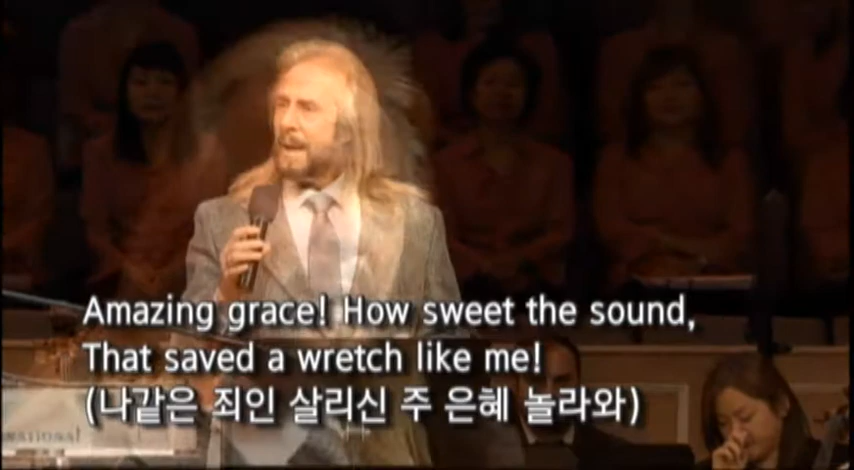 Amazing grace! How sweet the sound,
That saved a wretch like me!
(나같은 죄인 살리신 주 은혜 놀라와)